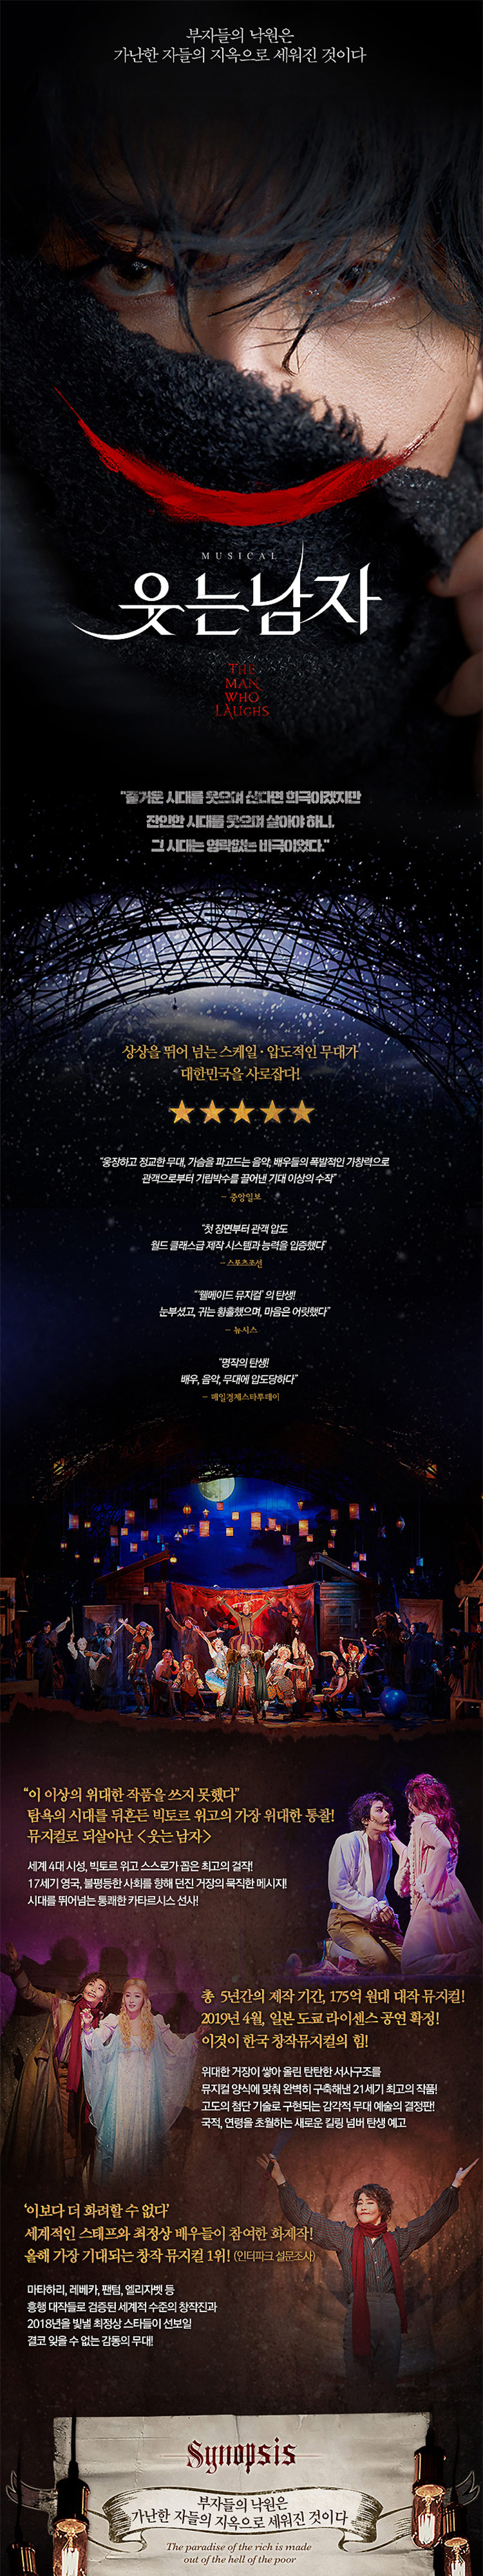 부자들의 낙원은
가난한 자들의 지옥으로 세워진 것이다
MUSICAL
웃는남자
THE
MAN
WHO
LAUGHS
"즐거운 시대를 웃으며 산다면 희극이겠지만
잔인한 시대를 웃으며 살아야 하니,
그 시대는 영락없는 비극이었다."
상상을 뛰어 넘는 스케일 · 압도적인 무대가
대한민국을 사로잡다!
"웅장하고 정교한 무대, 가슴을 파고드는 음악, 배우들의 폭발적인 가창력으로
관객으로부터 기립박수를 끌어낸 기대 이상의 수작"
- 중앙일보
"첫 장면부터 관객 압도
월드 클래스급 제작 시스템과 능력을 입증했다"
- 스포츠조선
"'웰메이드 뮤지컬' 의 탄생!
눈부셨고, 귀는 황홀했으며, 마음은 어릿했다"
- 뉴시스
"명작의 탄생!
배우, 음악, 무대에 압도당하다"
- 매일경제스타투데이
"이 이상의 위대한 작품을 쓰지 못했다"
탐욕의 시대를 뒤흔든 빅토르 위고의 가장 위대한 통찰!
뮤지컬로 되살아난 <웃는 남자>
세계 4대 시성, 빅토르 위고 스스로가 꼽은 최고의 걸작!
17세기 영국, 불평등한 사회를 향해 던진 거장의 묵직한 메시지!
시대를 뛰어넘는 통쾌한 카타르시스 선사!
총 5년간의 제작 기간, 175억 원대 대작 뮤지컬!
2019년 4월, 일본 도쿄 라이센스 공연 확정!
이것이 한국 창작뮤지컬의 힘!
위대한 거장이 쌓아 올린 탄탄한 서사구조를
뮤지컬 양식에 맞춰 완벽히 구축해낸 21세기 최고의 작품!
고도의 첨단 기술로 구현되는 감각적 무대 예술의 결정판!
국적, 연령을 초월하는 새로운 킬링 넘버 탄생 예고
'이보다 더 화려할 수 없다'
세계적인 스태프와 최정상 배우들이 참여한 화제작!
올해 가장 기대되는 창작 뮤지컬 1위! (인터파크 설문조사)
마타하리, 레베카, 팬텀, 엘리자벳 등
흥행 대작들로 검증된 세계적 수준의 창작진과
2018년을 빛낼 최정상 스타들이 선보일
결코 잊을 수 없는 감동의 무대!
Synopsis
부자들의 낙원은
가난한 자들의 지옥으로 세워진 것이다
The paradise of the rich is made
out of the hell of the poor